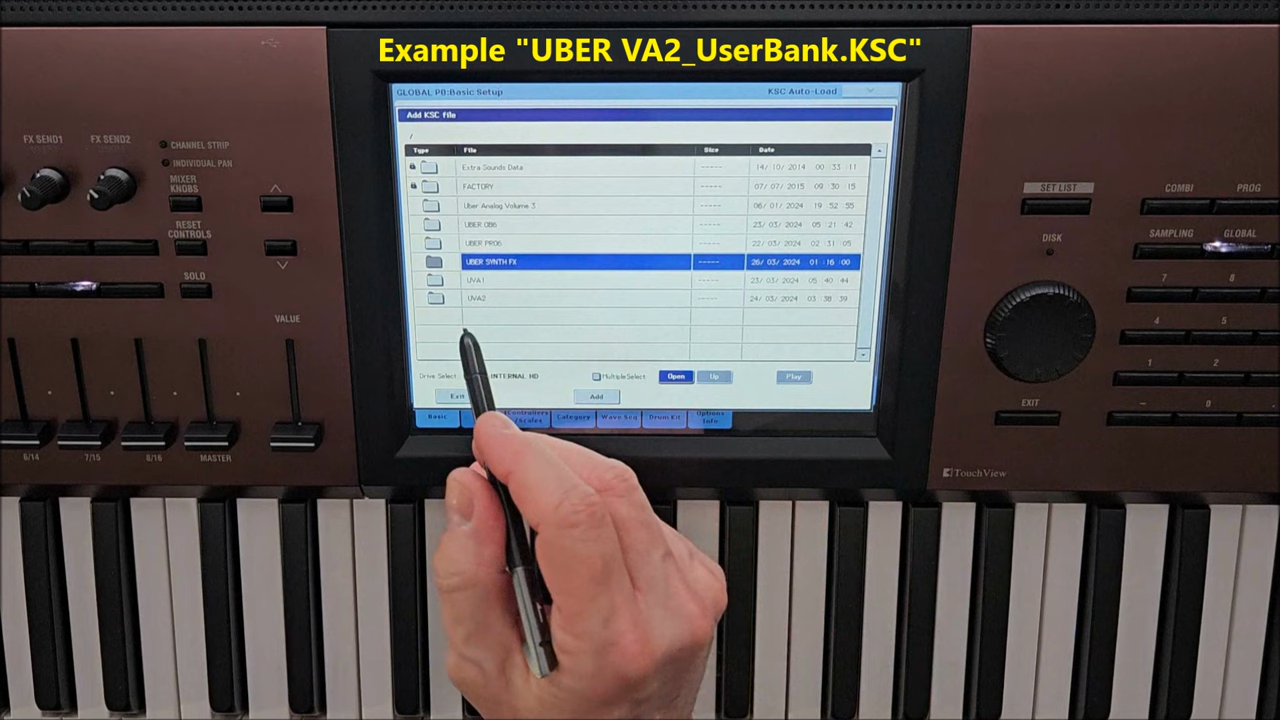 Example "UBER VA2_UserBank.KSC"
GLOBAL P0:Basic Setup
KSC Auto-Load
Add KSC file
/
Type File Size Date
Extra Sounds Data ----- 14/ 10/ 2014 00 :33 :11
FACTORY ----- 07/ 07/ 2015 09 :30 :15
Uber Analog Volume 3 ----- 06/ 01/ 2024 19 :52 :55
UBER OB6 ----- 23/ 03/ 2024 05 :21 :42
UBER PRO6 ----- 22/ 03/ 2024 02 :31 :05
UBER SYNTH FX ----- 26/ 03/ 2024 01 :16 :00
UVA1 ----- 23/ 03/ 2024 05 :40 :44
UVA2 ----- 24/ 03/ 2024 03 :38 :39
Drive Select: INTERNAL HD Multiple Select Open Up Play
Exit Add
Basic Controllers /Scales Category Wave Seq Drum Kit Options Info
FX SEND1 FX SEND2
CHANNEL STRIP
INDIVIDUAL PAN
MIXER KNOBS
RESET CONTROLS
SOLO
VALUE
6/14 7/15 8/16 MASTER
SET LIST COMBI PROG
DISK SAMPLING GLOBAL
7 8
4 5
1 2
EXIT - 0
TouchView